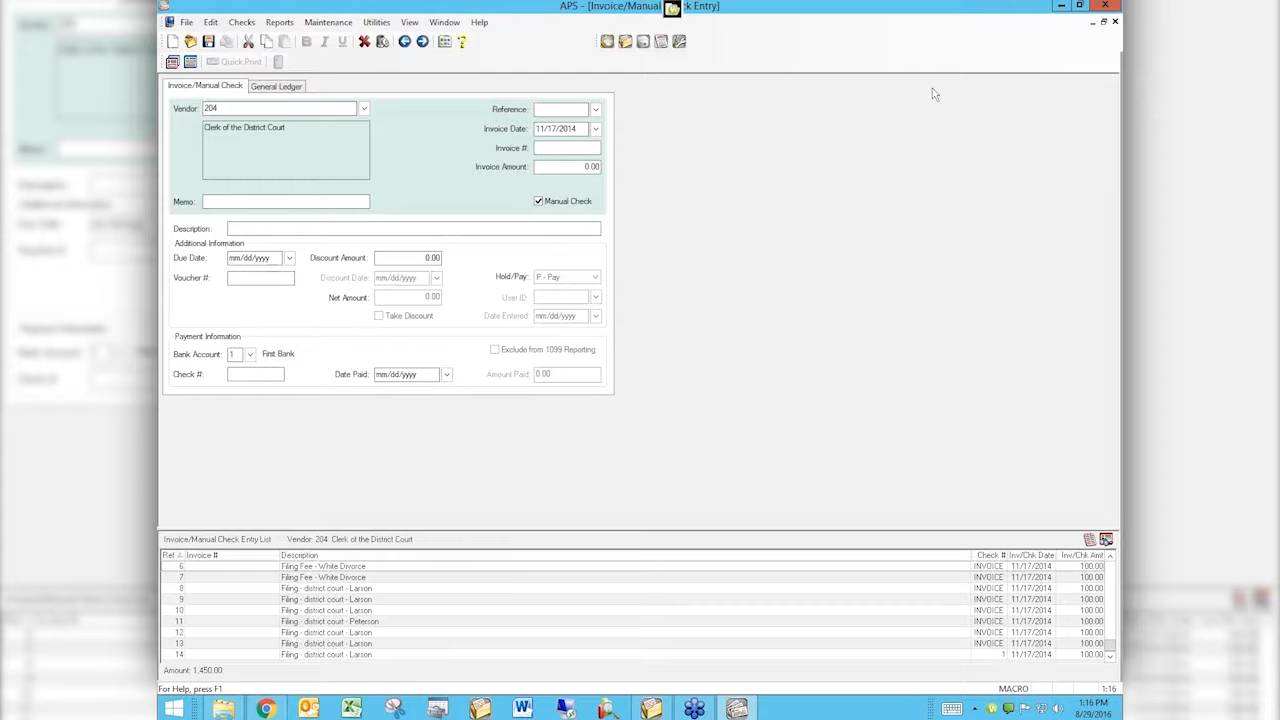 APS - [Invoice/Manual ck Entry]
File Edit Checks Reports Maintenance Utilities View Window Help
B I U
Quick Print
Invoice/Manual Check General Ledger
Vendor: 204 Reference:
Clerk of the District Court Invoice Date: 11/17/2014
Invoice #:
Invoice Amount: 0.00
Memo: Manual Check
Description:
Additional Information
Due Date: mm/dd/yyyy Discount Amount: 0.00
Voucher #: Discount Date: mm/dd/yyyy Hold/Pay: P - Pay
Net Amount: 0.00 User ID:
Take Discount Date Entered: mm/dd/yyyy
Payment Information
Bank Account: 1 First Bank Exclude from 1099 Reporting
Check #: Date Paid: mm/dd/yyyy Amount Paid: 0.00
Invoice/Manual Check Entry List Vendor: 204 Clerk of the District Court
Ref Invoice # Description Check # Inv/Chk Date Inv/Chk Amt
6 Filing Fee - White Divorce INVOICE 11/17/2014 100.00
7 Filing Fee - White Divorce INVOICE 11/17/2014 100.00
8 Filing - district court - Larson INVOICE 11/17/2014 100.00
9 Filing - district court - Larson INVOICE 11/17/2014 100.00
10 Filing - district court - Larson INVOICE 11/17/2014 100.00
11 Filing - district court - Peterson INVOICE 11/17/2014 100.00
12 Filing - district court - Larson INVOICE 11/17/2014 100.00
13 Filing - district court - Larson INVOICE 11/17/2014 100.00
14 Filing - district court - Larson 1 11/17/2014 100.00
Amount: 1,450.00
For Help, press F1 MACRO 1:16
1:16 PM
8/29/2016